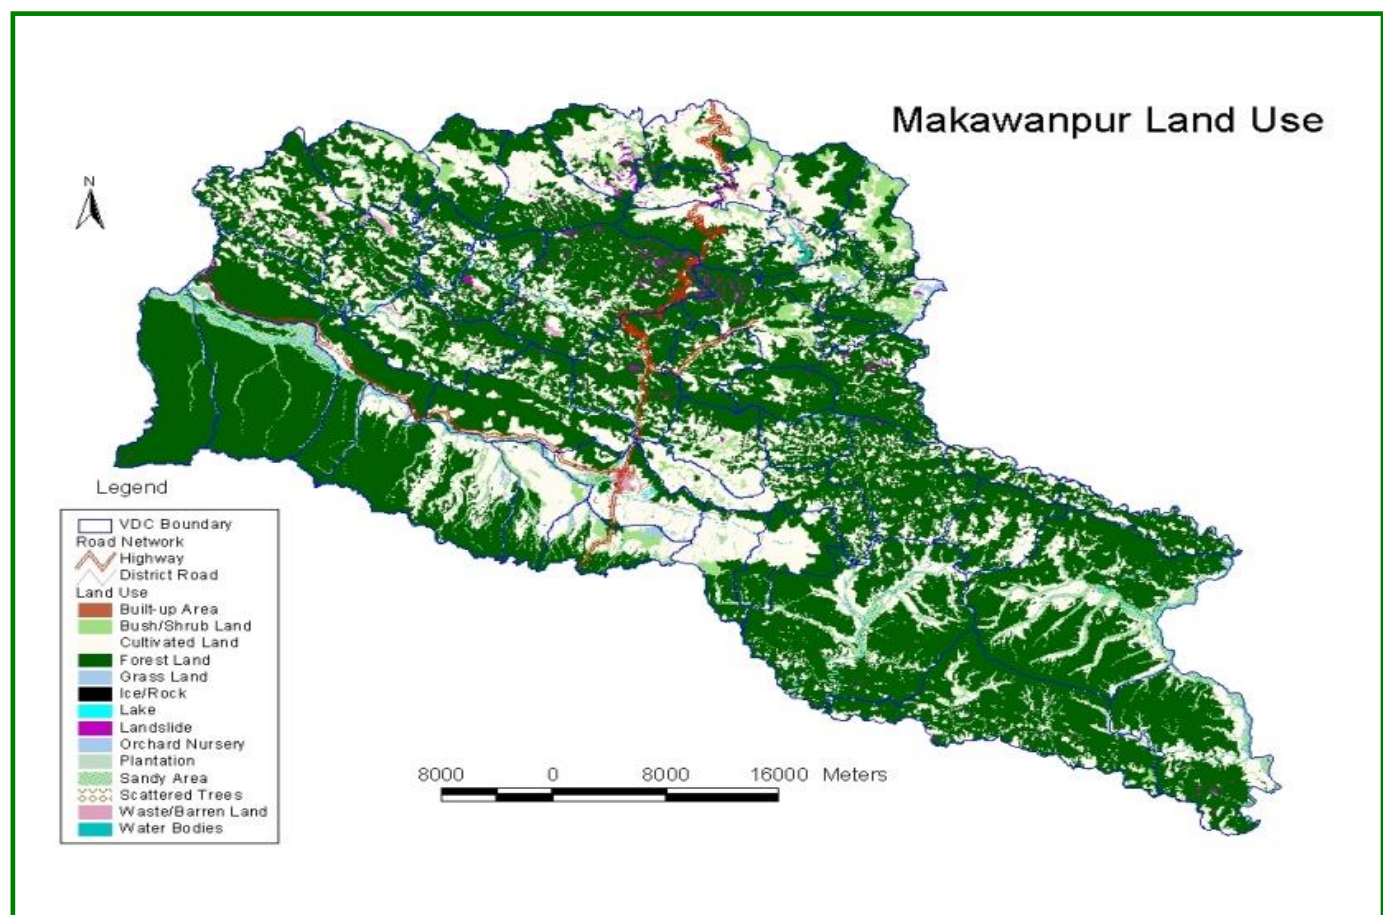 Makawanpur Land Use
N
Legend
VDC Boundary
Road Network
Highway
District Road
Land Use
Built-up Area
Bush/Shrub Land
Cultivated Land
Forest Land
Grass Land
Ice/Rock
Lake
Landslide
Orchard Nursery
Plantation
Sandy Area
Scattered Trees
Waste/Barren Land
Water Bodies
8000 0 8000 16000 Meters